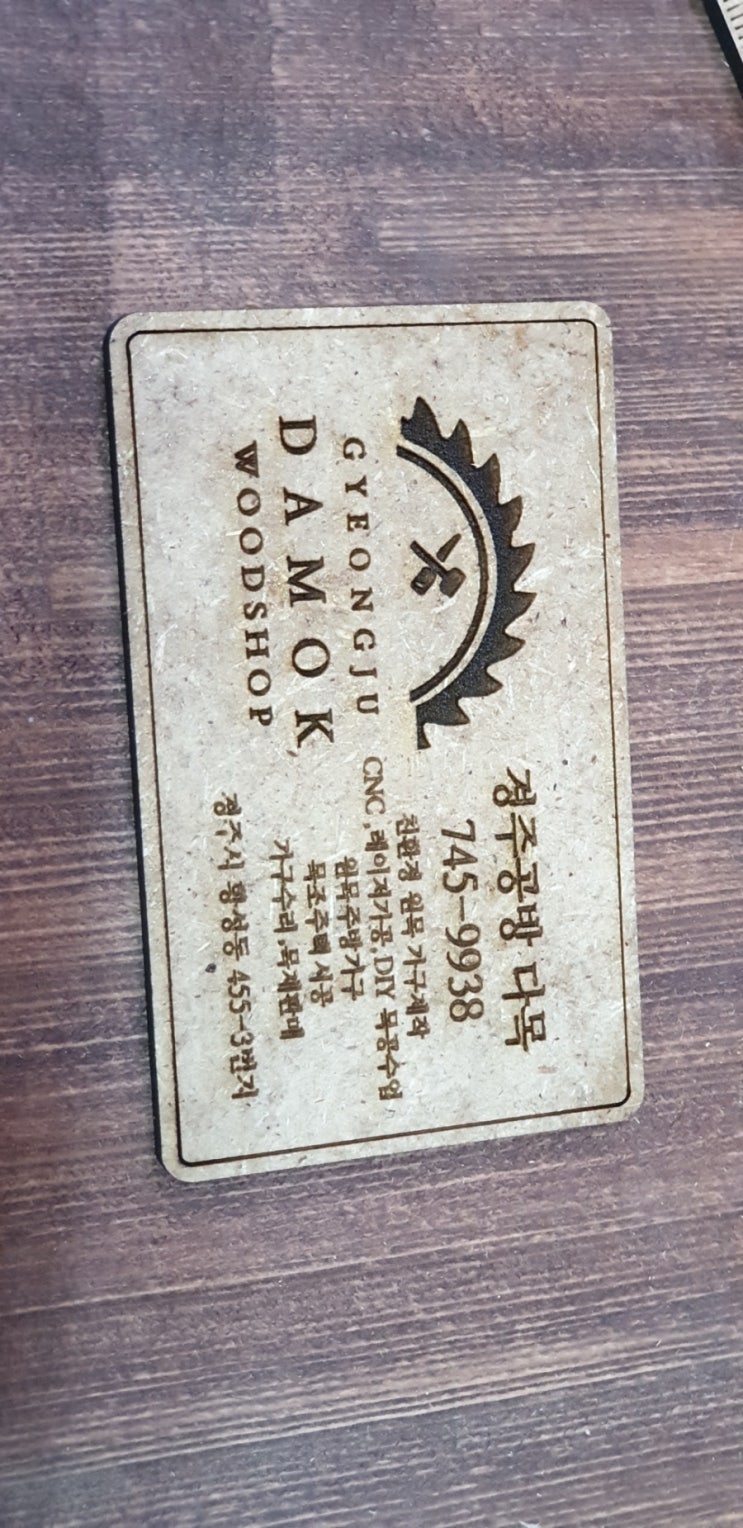 GYEONGJU
DAMOK
WOODSHOP
경주공방 다목
745-9938
친환경 원목 가구제작
CNC, 레이저가공, DIY 목공수업
원목주방가구
목조주택 시공
가구수리, 목재판매
경주시 황성동 455-3번지